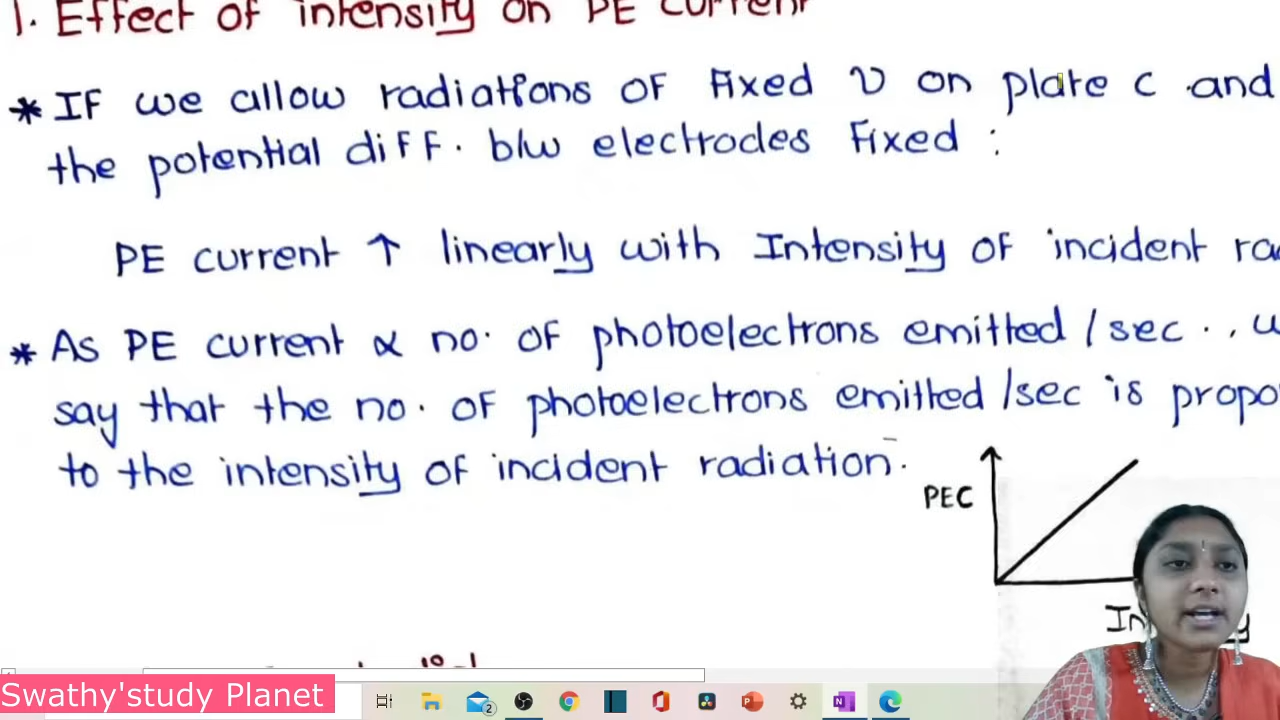 1. Effect of intensity on PE current
* IF we allow radiations of fixed ν on plate C and
the potential diff. b/w electrodes fixed :
PE current ↑ linearly with Intensity of incident
* As PE current ∝ no. of photoelectrons emitted /sec .,
say that the no. of photoelectrons emitted /sec is
to the intensity of incident radiation.
PEC
2
Swathy'study Planet